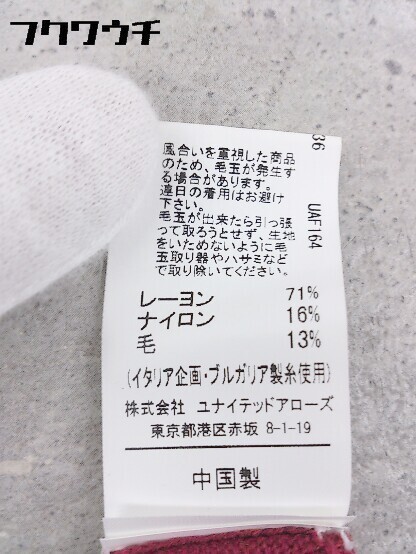 フクワウチ
風合いを重視した商品
のため、毛玉が発生す
る場合があります。
連日の着用はお避け
下さい。
毛玉が出来たら引っ張
って取ろうとせず、生地
をいためないように毛
玉取り器やハサミなど
で取り除いてください。
36
UAF164
レーヨン 71%
ナイロン 16%
毛 13%
(イタリア企画・ブルガリア製糸使用)
株式会社 ユナイテッドアローズ
東京都港区赤坂 8-1-19
中国製